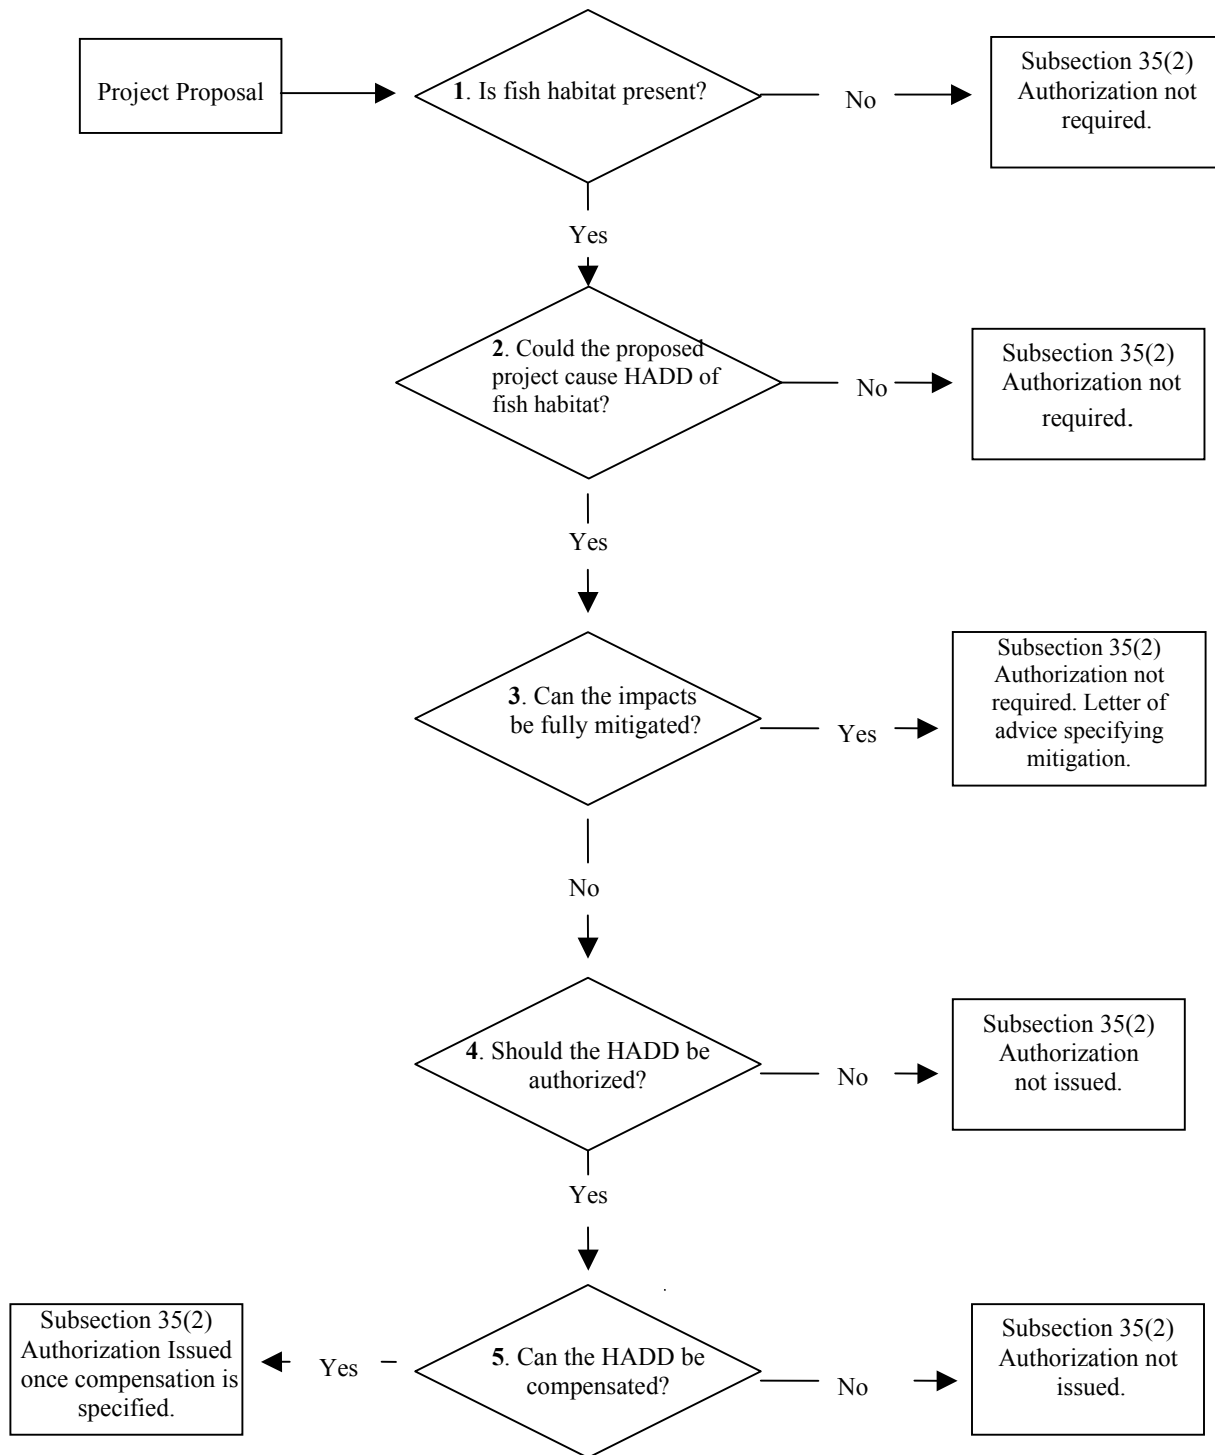 Project Proposal
1. Is fish habitat present?
No
Subsection 35(2)
Authorization not
required.
Yes
2. Could the proposed
project cause HADD of
fish habitat?
No
Subsection 35(2)
Authorization not
required.
Yes
3. Can the impacts
be fully mitigated?
Yes
Subsection 35(2)
Authorization not
required. Letter of
advice specifying
mitigation.
No
4. Should the HADD be
authorized?
No
Subsection 35(2)
Authorization
not issued.
Yes
5. Can the HADD be
compensated?
Yes
Subsection 35(2)
Authorization Issued
once compensation is
specified.
No
Subsection 35(2)
Authorization not
issued.